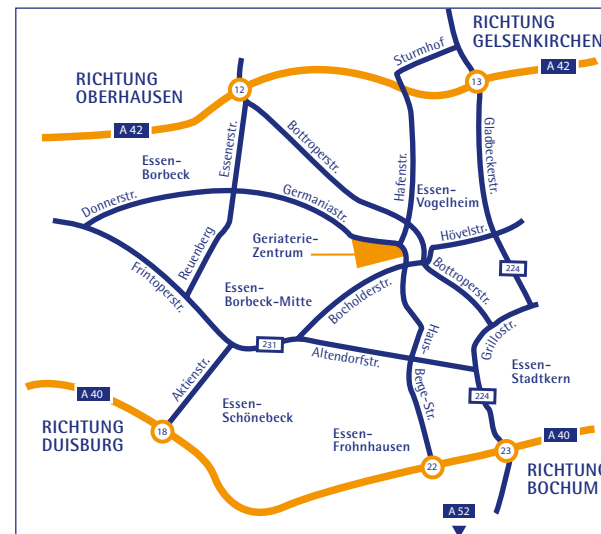 RICHTUNG
GELSENKIRCHEN
Sturmhof
A 42
RICHTUNG
OBERHAUSEN
13
12
A 42
Gladbeckerstr.
Bottroperstr.
Essenerstr.
Hafenstr.
Essen-
Borbeck
Essen-
Vogelheim
Donnerstr.
Germaniastr.
Geriaterie-
Zentrum
Hövelstr.
Reuenberg
Frintoperstr.
224
Bottroperstr.
Essen-
Borbeck-Mitte
Bocholderstr.
Haus-
Berge-Str.
Grillostr.
231
Altendorfstr.
Essen-
Stadtkern
Aktienstr.
A 40
224
Essen-
Schönebeck
RICHTUNG
DUISBURG
18
Essen-
Frohnhausen
A 40
23
22
RICHTUNG
BOCHUM
A 52